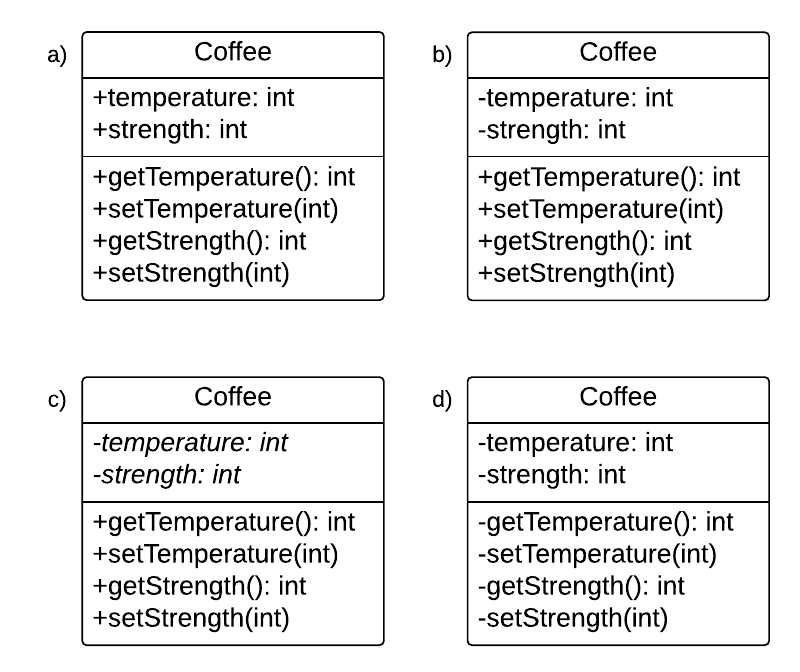 a)
Coffee
+temperature: int
+strength: int
+getTemperature(): int
+setTemperature(int)
+getStrength(): int
+setStrength(int)
b)
Coffee
-temperature: int
-strength: int
+getTemperature(): int
+setTemperature(int)
+getStrength(): int
+setStrength(int)
c)
Coffee
-temperature: int
-strength: int
+getTemperature(): int
+setTemperature(int)
+getStrength(): int
+setStrength(int)
d)
Coffee
-temperature: int
-strength: int
-getTemperature(): int
-setTemperature(int)
-getStrength(): int
-setStrength(int)